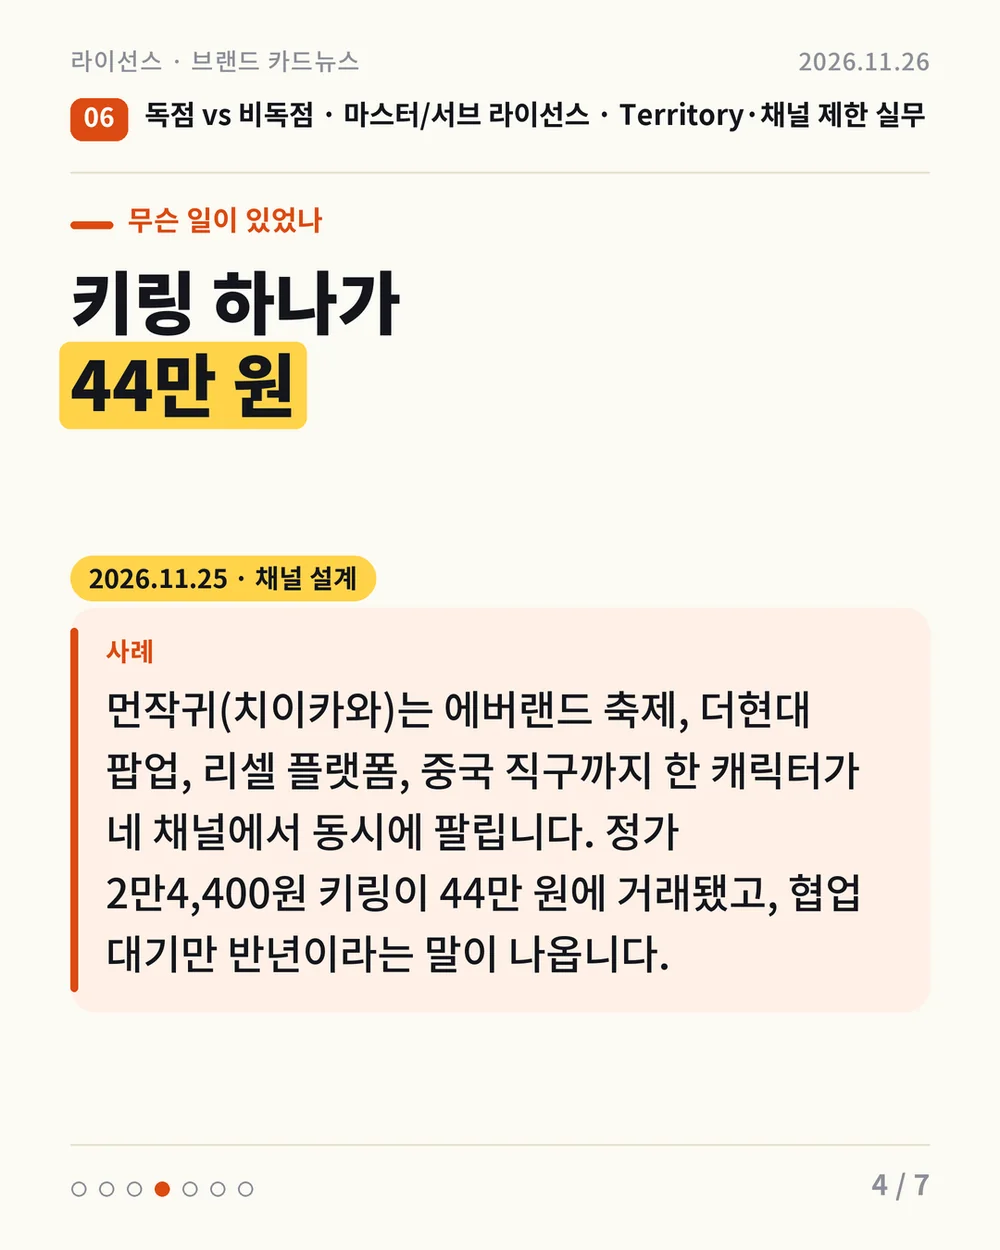 라이선스 · 브랜드 카드뉴스
2026.11.26
06 독점 vs 비독점 · 마스터/서브 라이선스 · Territory·채널 제한 실무
무슨 일이 있었나
키링 하나가
44만 원
2026.11.25 · 채널 설계
사례
먼작귀(치이카와)는 에버랜드 축제, 더현대
팝업, 리셀 플랫폼, 중국 직구까지 한 캐릭터가
네 채널에서 동시에 팔립니다. 정가
2만4,400원 키링이 44만 원에 거래됐고, 협업
대기만 반년이라는 말이 나옵니다.
4 / 7